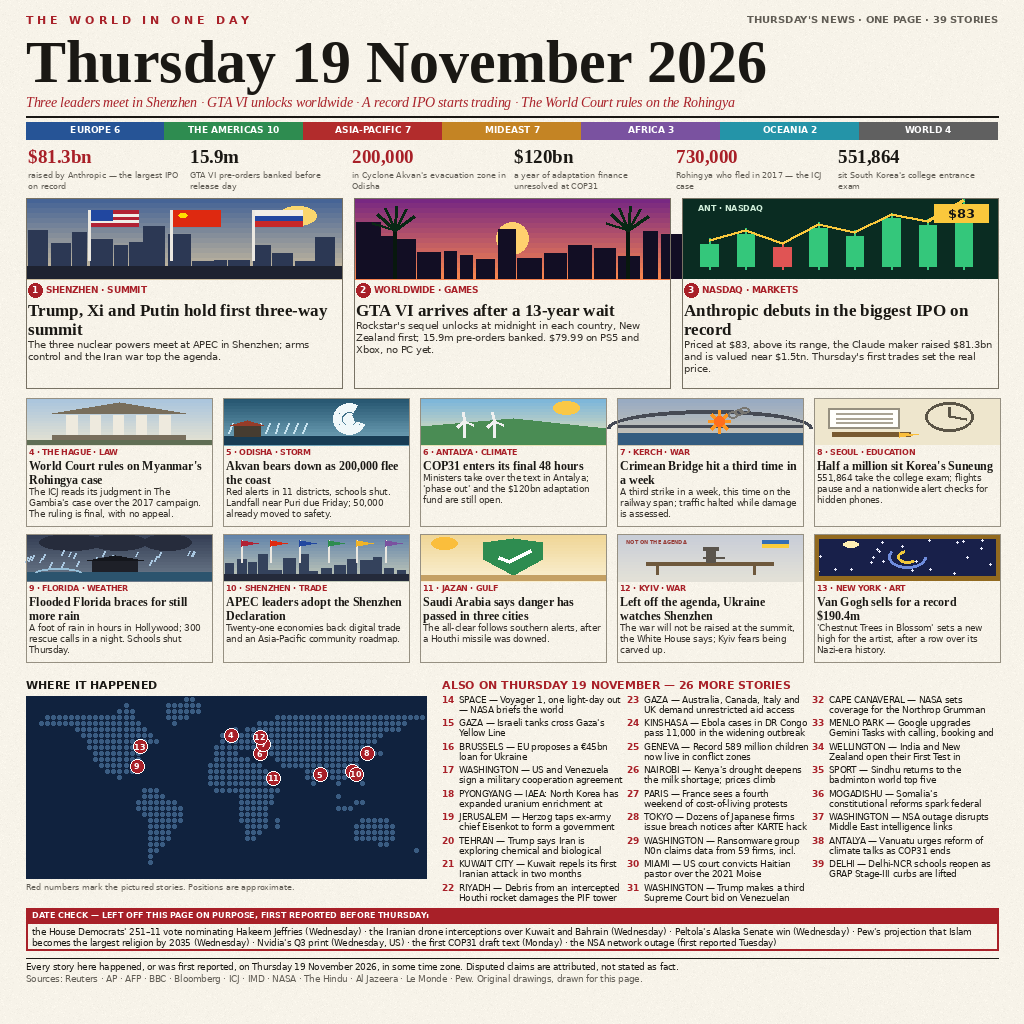 THE WORLD IN ONE DAY
THURSDAY'S NEWS · ONE PAGE · 39 STORIES
Thursday 19 November 2026
Three leaders meet in Shenzhen · GTA VI unlocks worldwide · A record IPO starts trading · The World Court rules on the Rohingya
EUROPE 6
THE AMERICAS 10
ASIA-PACIFIC 7
MIDEAST 7
AFRICA 3
OCEANIA 2
WORLD 4
$81.3bn
raised by Anthropic — the largest IPO
on record
15.9m
GTA VI pre-orders banked before
release day
200,000
in Cyclone Akvan's evacuation zone in
Odisha
$120bn
a year of adaptation finance
unresolved at COP31
730,000
Rohingya who fled in 2017 — the ICJ
case
551,864
sit South Korea's college entrance
exam
1 SHENZHEN · SUMMIT
Trump, Xi and Putin hold first three-way
summit
The three nuclear powers meet at APEC in Shenzhen; arms
control and the Iran war top the agenda.
2 WORLDWIDE · GAMES
GTA VI arrives after a 13-year wait
Rockstar's sequel unlocks at midnight in each country, New
Zealand first; 15.9m pre-orders banked. $79.99 on PS5 and
Xbox, no PC yet.
ANT · NASDAQ
$83
3 NASDAQ · MARKETS
Anthropic debuts in the biggest IPO on
record
Priced at $83, above its range, the Claude maker raised $81.3bn
and is valued near $1.5tn. Thursday's first trades set the real
price.
4 · THE HAGUE · LAW
World Court rules on Myanmar's
Rohingya case
The ICJ reads its judgment in The
Gambia's case over the 2017 campaign.
The ruling is final, with no appeal.
5 · ODISHA · STORM
Akvan bears down as 200,000 flee
the coast
Red alerts in 11 districts, schools shut.
Landfall near Puri due Friday; 50,000
already moved to safety.
6 · ANTALYA · CLIMATE
COP31 enters its final 48 hours
Ministers take over the text in Antalya;
'phase out' and the $120bn adaptation
fund are still open.
7 · KERCH · WAR
Crimean Bridge hit a third time in
a week
A third strike in a week, this time on the
railway span; traffic halted while damage
is assessed.
8 · SEOUL · EDUCATION
Half a million sit Korea's Suneung
551,864 take the college exam; flights
pause and a nationwide alert checks for
hidden phones.
9 · FLORIDA · WEATHER
Flooded Florida braces for still
more rain
A foot of rain in hours in Hollywood; 300
rescue calls in a night. Schools shut
Thursday.
10 · SHENZHEN · TRADE
APEC leaders adopt the Shenzhen
Declaration
Twenty-one economies back digital trade
and an Asia-Pacific community roadmap.
11 · JAZAN · GULF
Saudi Arabia says danger has
passed in three cities
The all-clear follows southern alerts, after
a Houthi missile was downed.
NOT ON THE AGENDA
12 · KYIV · WAR
Left off the agenda, Ukraine
watches Shenzhen
The war will not be raised at the summit,
the White House says; Kyiv fears being
carved up.
13 · NEW YORK · ART
Van Gogh sells for a record
$190.4m
'Chestnut Trees in Blossom' sets a new
high for the artist, after a row over its
Nazi-era history.
WHERE IT HAPPENED
13
9
4
12
6
11
5
10
8
Red numbers mark the pictured stories. Positions are approximate.
ALSO ON THURSDAY 19 NOVEMBER — 26 MORE STORIES
14 SPACE — Voyager 1, one light-day out
— NASA briefs the world
15 GAZA — Israeli tanks cross Gaza's
Yellow Line
16 BRUSSELS — EU proposes a €45bn
loan for Ukraine
17 WASHINGTON — US and Venezuela
sign a military cooperation agreement
18 PYONGYANG — IAEA: North Korea has
expanded uranium enrichment at
19 JERUSALEM — Herzog taps ex-army
chief Eisenkot to form a government
20 TEHRAN — Trump says Iran is
exploring chemical and biological
21 KUWAIT CITY — Kuwait repels its first
Iranian attack in two months
22 RIYADH — Debris from an intercepted
Houthi rocket damages the PIF tower
23 GAZA — Australia, Canada, Italy and
UK demand unrestricted aid access
24 KINSHASA — Ebola cases in DR Congo
pass 11,000 in the widening outbreak
25 GENEVA — Record 589 million children
now live in conflict zones
26 NAIROBI — Kenya's drought deepens
the milk shortage; prices climb
27 PARIS — France sees a fourth
weekend of cost-of-living protests
28 TOKYO — Dozens of Japanese firms
issue breach notices after KARTE hack
29 WASHINGTON — Ransomware group
N0n claims data from 59 firms, incl.
30 MIAMI — US court convicts Haitian
pastor over the 2021 Moise
31 WASHINGTON — Trump makes a third
Supreme Court bid on Venezuelan
32 CAPE CANAVERAL — NASA sets
coverage for the Northrop Grumman
33 MENLO PARK — Google upgrades
Gemini Tasks with calling, booking and
34 WELLINGTON — India and New
Zealand open their First Test in
35 SPORT — Sindhu returns to the
badminton world top five
36 MOGADISHU — Somalia's
constitutional reforms spark federal
37 WASHINGTON — NSA outage disrupts
Middle East intelligence links
38 ANTALYA — Vanuatu urges reform of
climate talks as COP31 ends
39 DELHI — Delhi-NCR schools reopen as
GRAP Stage-III curbs are lifted
DATE CHECK — LEFT OFF THIS PAGE ON PURPOSE, FIRST REPORTED BEFORE THURSDAY:
the House Democrats' 251–11 vote nominating Hakeem Jeffries (Wednesday) · the Iranian drone interceptions over Kuwait and Bahrain (Wednesday) · Peltola's Alaska Senate win (Wednesday) · Pew's projection that Islam
becomes the largest religion by 2035 (Wednesday) · Nvidia's Q3 print (Wednesday, US) · the first COP31 draft text (Monday) · the NSA network outage (first reported Tuesday)
Every story here happened, or was first reported, on Thursday 19 November 2026, in some time zone. Disputed claims are attributed, not stated as fact.
Sources: Reuters · AP · AFP · BBC · Bloomberg · ICJ · IMD · NASA · The Hindu · Al Jazeera · Le Monde · Pew. Original drawings, drawn for this page.